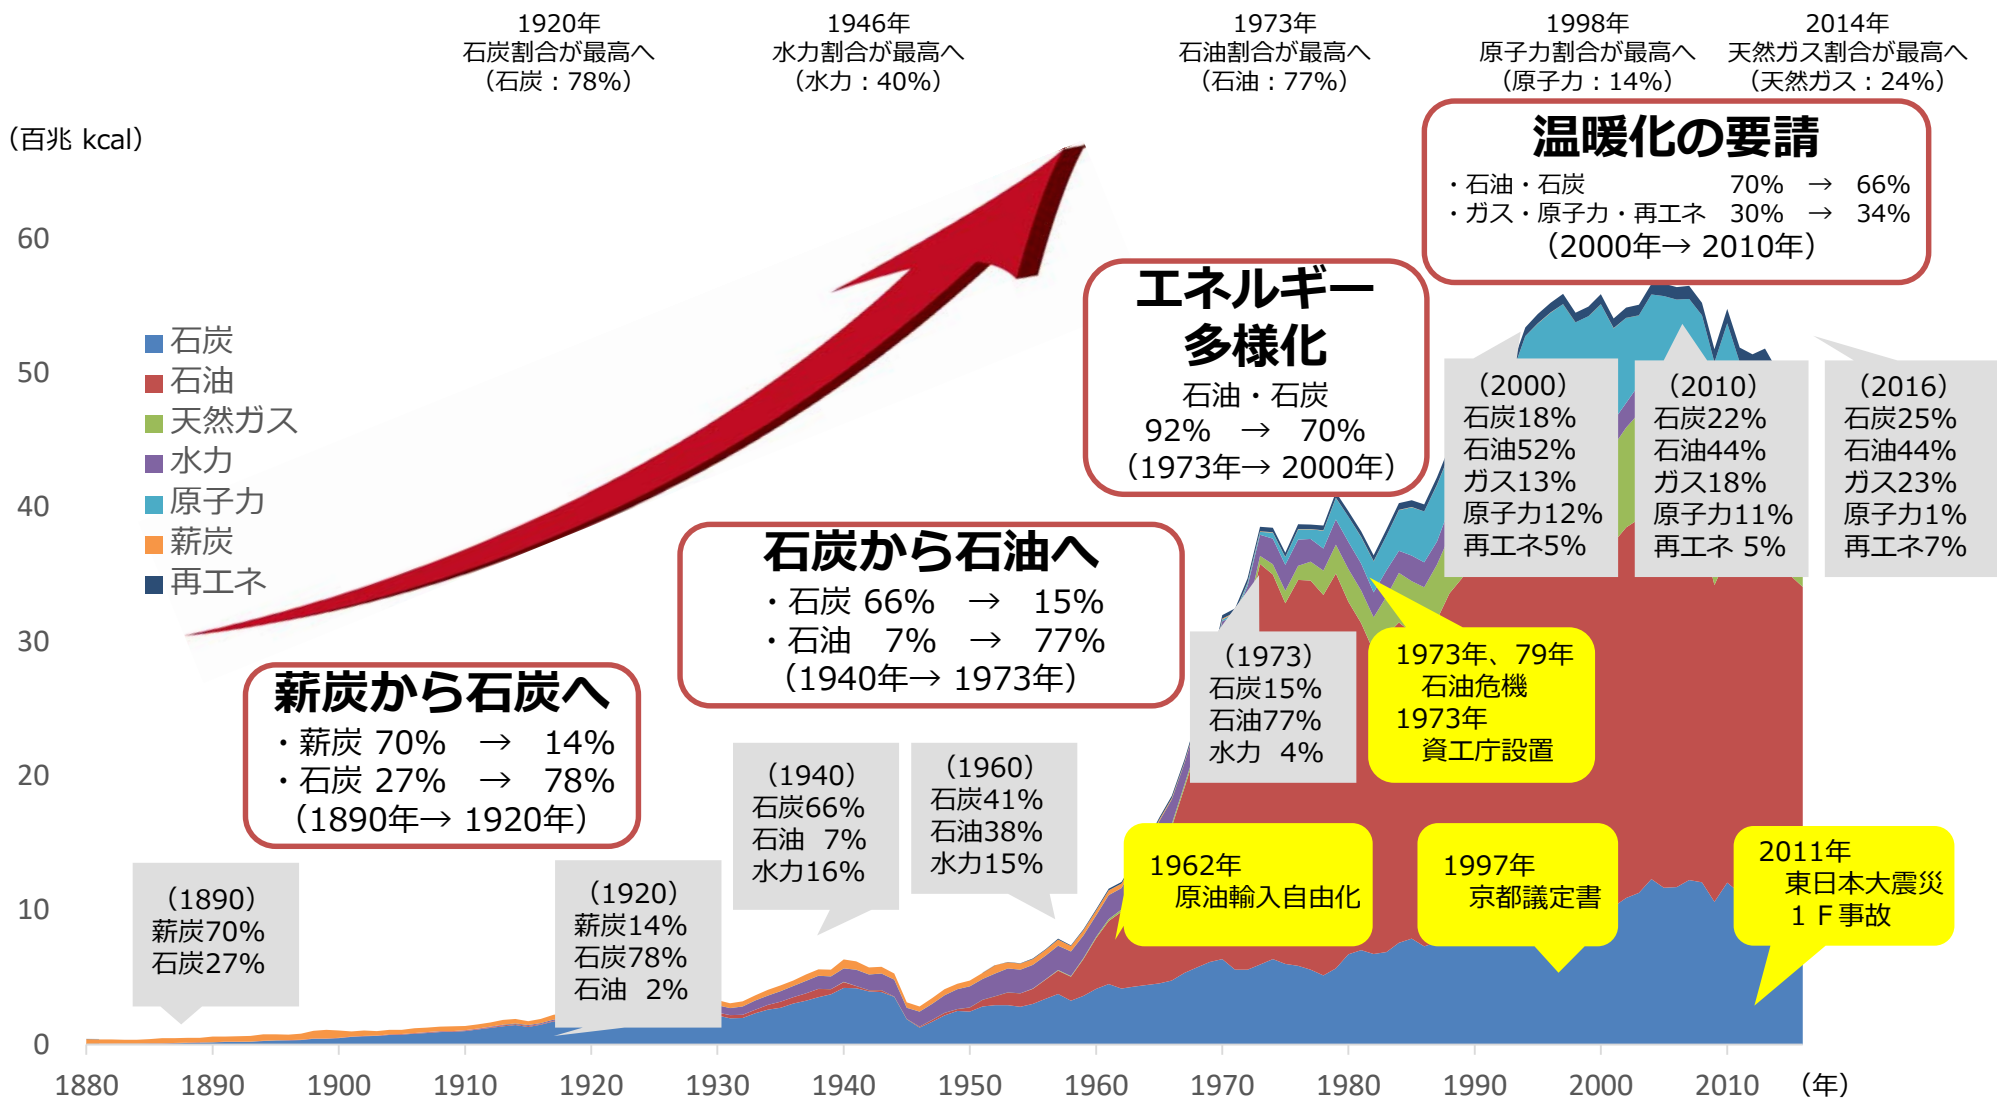 1920年
石炭割合が最高へ
（石炭：78%）
1946年
水力割合が最高へ
（水力：40%）
1973年
石油割合が最高へ
（石油：77%）
1998年
原子力割合が最高へ
（原子力：14%）
2014年
天然ガス割合が最高へ
（天然ガス：24%）
（百兆 kcal）
温暖化の要請
・石油・石炭 70% → 66%
・ガス・原子力・再エネ 30% → 34%
（2000年→ 2010年）
エネルギー
多様化
石油・石炭
92% → 70%
（1973年→ 2000年）
石炭から石油へ
・石炭 66% → 15%
・石油 7% → 77%
（1940年→ 1973年）
薪炭から石炭へ
・薪炭 70% → 14%
・石炭 27% → 78%
（1890年→ 1920年）
石炭
石油
天然ガス
水力
原子力
薪炭
再エネ
（1890）
薪炭70%
石炭27%
（1920）
薪炭14%
石炭78%
石油 2%
（1940）
石炭66%
石油 7%
水力16%
（1960）
石炭41%
石油38%
水力15%
（1973）
石炭15%
石油77%
水力 4%
（2000）
石炭18%
石油52%
ガス13%
原子力12%
再エネ5%
（2010）
石炭22%
石油44%
ガス18%
原子力11%
再エネ 5%
（2016）
石炭25%
石油44%
ガス23%
原子力1%
再エネ7%
1973年、79年
石油危機
1973年
資工庁設置
1962年
原油輸入自由化
1997年
京都議定書
2011年
東日本大震災
１Ｆ事故
60
50
40
30
20
10
0
1880 1890 1900 1910 1920 1930 1940 1950 1960 1970 1980 1990 2000 2010 （年）